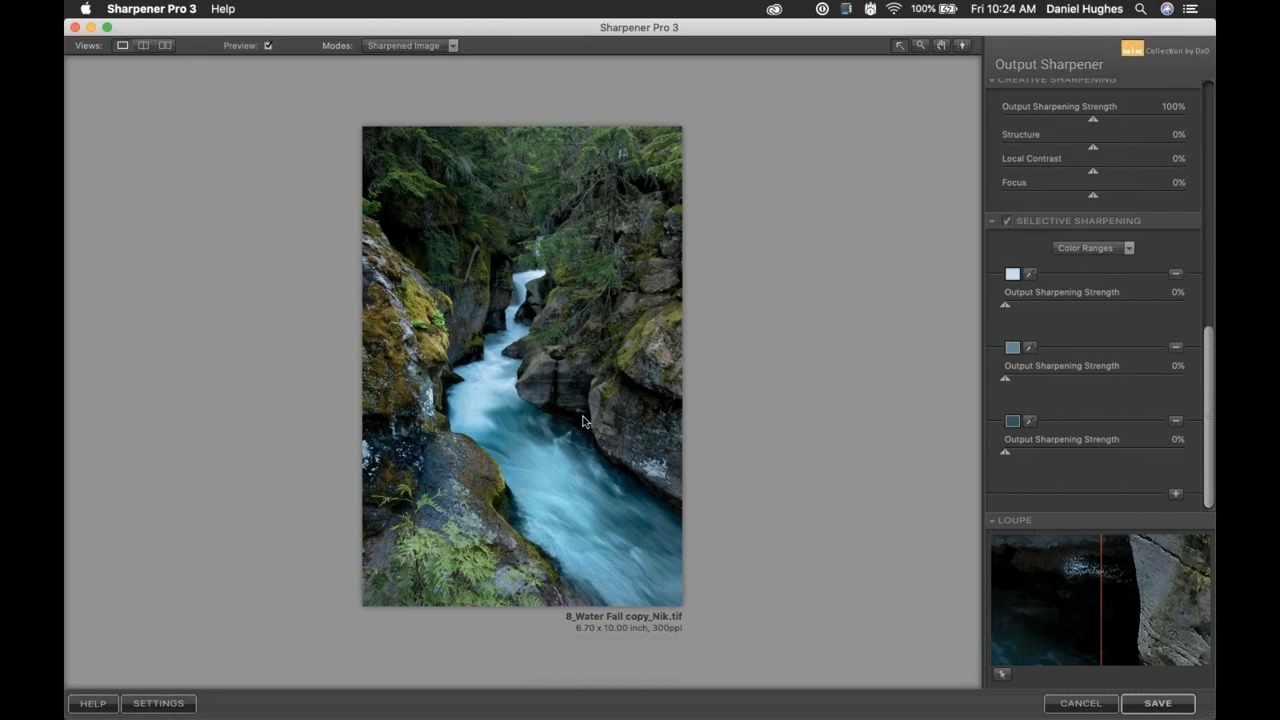 Sharpener Pro 3 Help 100% Fri 10:24 AM Daniel Hughes
Sharpener Pro 3
Views: Preview: Modes: Sharpened Image
Nik Collection by DxO
Output Sharpener
CREATIVE SHARPENING
Output Sharpening Strength 100%
Structure 0%
Local Contrast 0%
Focus 0%
SELECTIVE SHARPENING
Color Ranges
Output Sharpening Strength 0%
Output Sharpening Strength 0%
Output Sharpening Strength 0%
LOUPE
8_Water Fall copy_Nik.tif
6.70 x 10.00 inch, 300ppi
HELP SETTINGS CANCEL SAVE